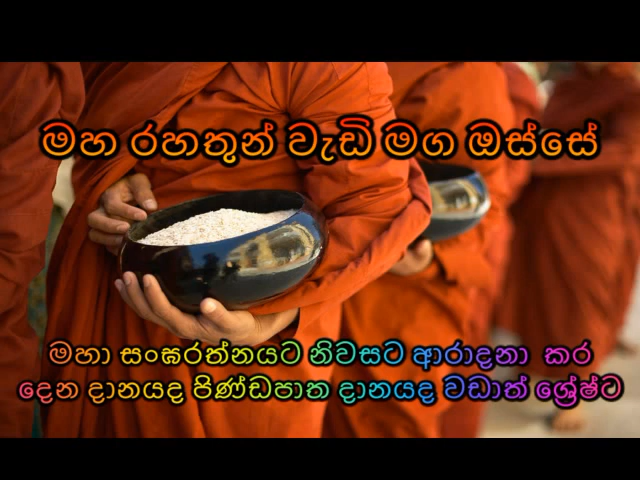 මහ රහතුන් වැඩි මග ඔස්සේ
මහා සංඝරත්නයට නිවසට ආරාදනා කර
දෙන දානයද පිණ්ඩපාත දානයද වඩාත් ශ්‍රේෂ්ට